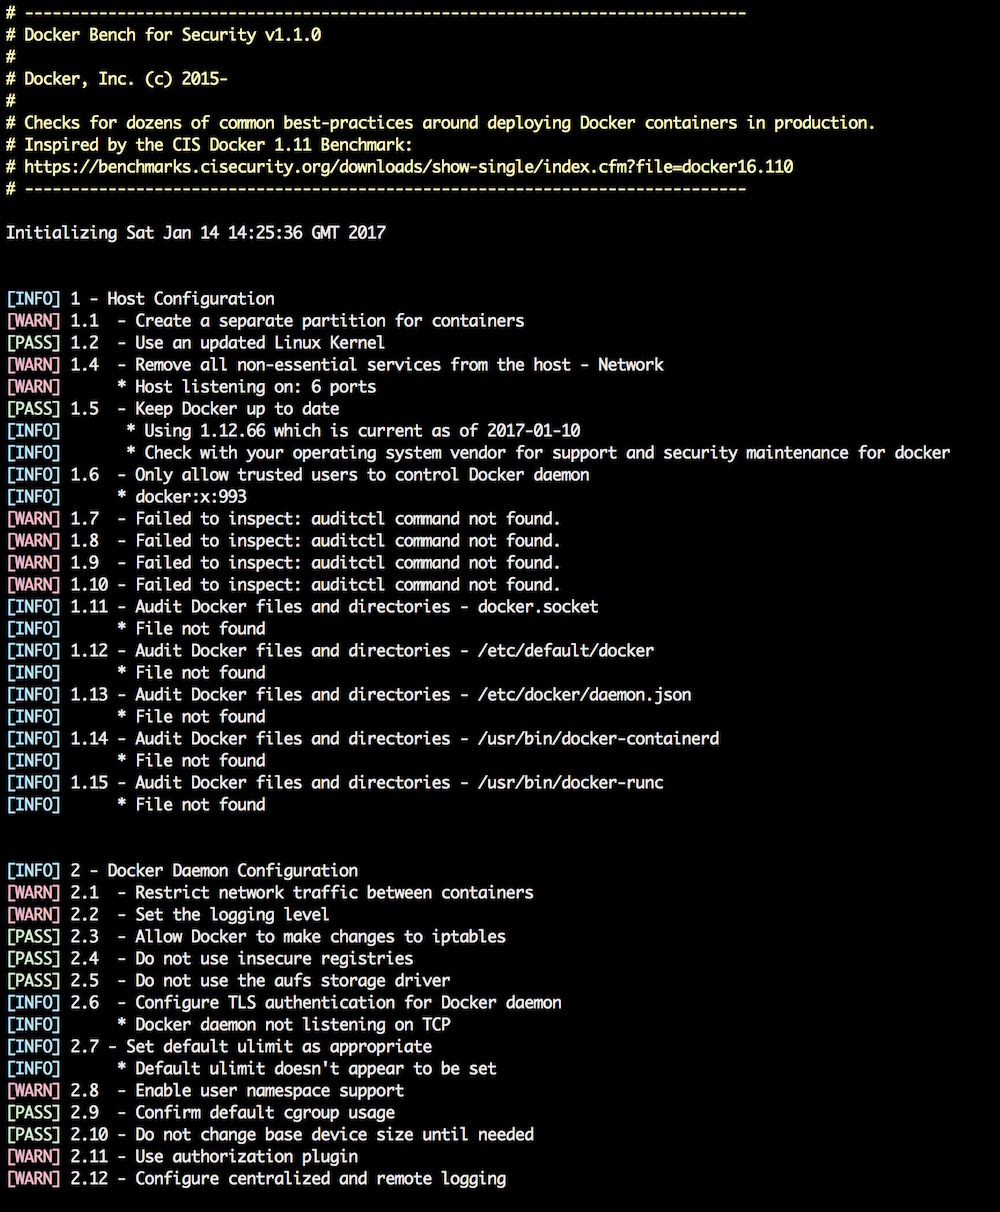 # ------------------------------------------------------------------------------
# Docker Bench for Security v1.1.0
#
# Docker, Inc. (c) 2015-
#
# Checks for dozens of common best-practices around deploying Docker containers in production.
# Inspired by the CIS Docker 1.11 Benchmark:
# https://benchmarks.cisecurity.org/downloads/show-single/index.cfm?file=docker16.110
# ------------------------------------------------------------------------------

Initializing Sat Jan 14 14:25:36 GMT 2017


[INFO] 1 - Host Configuration
[WARN] 1.1  - Create a separate partition for containers
[PASS] 1.2  - Use an updated Linux Kernel
[WARN] 1.4  - Remove all non-essential services from the host - Network
[WARN]      * Host listening on: 6 ports
[PASS] 1.5  - Keep Docker up to date
[INFO]       * Using 1.12.66 which is current as of 2017-01-10
[INFO]       * Check with your operating system vendor for support and security maintenance for docker
[INFO] 1.6  - Only allow trusted users to control Docker daemon
[INFO]      * docker:x:993
[WARN] 1.7  - Failed to inspect: auditctl command not found.
[WARN] 1.8  - Failed to inspect: auditctl command not found.
[WARN] 1.9  - Failed to inspect: auditctl command not found.
[WARN] 1.10 - Failed to inspect: auditctl command not found.
[INFO] 1.11 - Audit Docker files and directories - docker.socket
[INFO]      * File not found
[INFO] 1.12 - Audit Docker files and directories - /etc/default/docker
[INFO]      * File not found
[INFO] 1.13 - Audit Docker files and directories - /etc/docker/daemon.json
[INFO]      * File not found
[INFO] 1.14 - Audit Docker files and directories - /usr/bin/docker-containerd
[INFO]      * File not found
[INFO] 1.15 - Audit Docker files and directories - /usr/bin/docker-runc
[INFO]      * File not found


[INFO] 2 - Docker Daemon Configuration
[WARN] 2.1  - Restrict network traffic between containers
[WARN] 2.2  - Set the logging level
[PASS] 2.3  - Allow Docker to make changes to iptables
[PASS] 2.4  - Do not use insecure registries
[PASS] 2.5  - Do not use the aufs storage driver
[INFO] 2.6  - Configure TLS authentication for Docker daemon
[INFO]      * Docker daemon not listening on TCP
[INFO] 2.7 - Set default ulimit as appropriate
[INFO]      * Default ulimit doesn't appear to be set
[WARN] 2.8  - Enable user namespace support
[PASS] 2.9  - Confirm default cgroup usage
[PASS] 2.10 - Do not change base device size until needed
[WARN] 2.11 - Use authorization plugin
[WARN] 2.12 - Configure centralized and remote logging